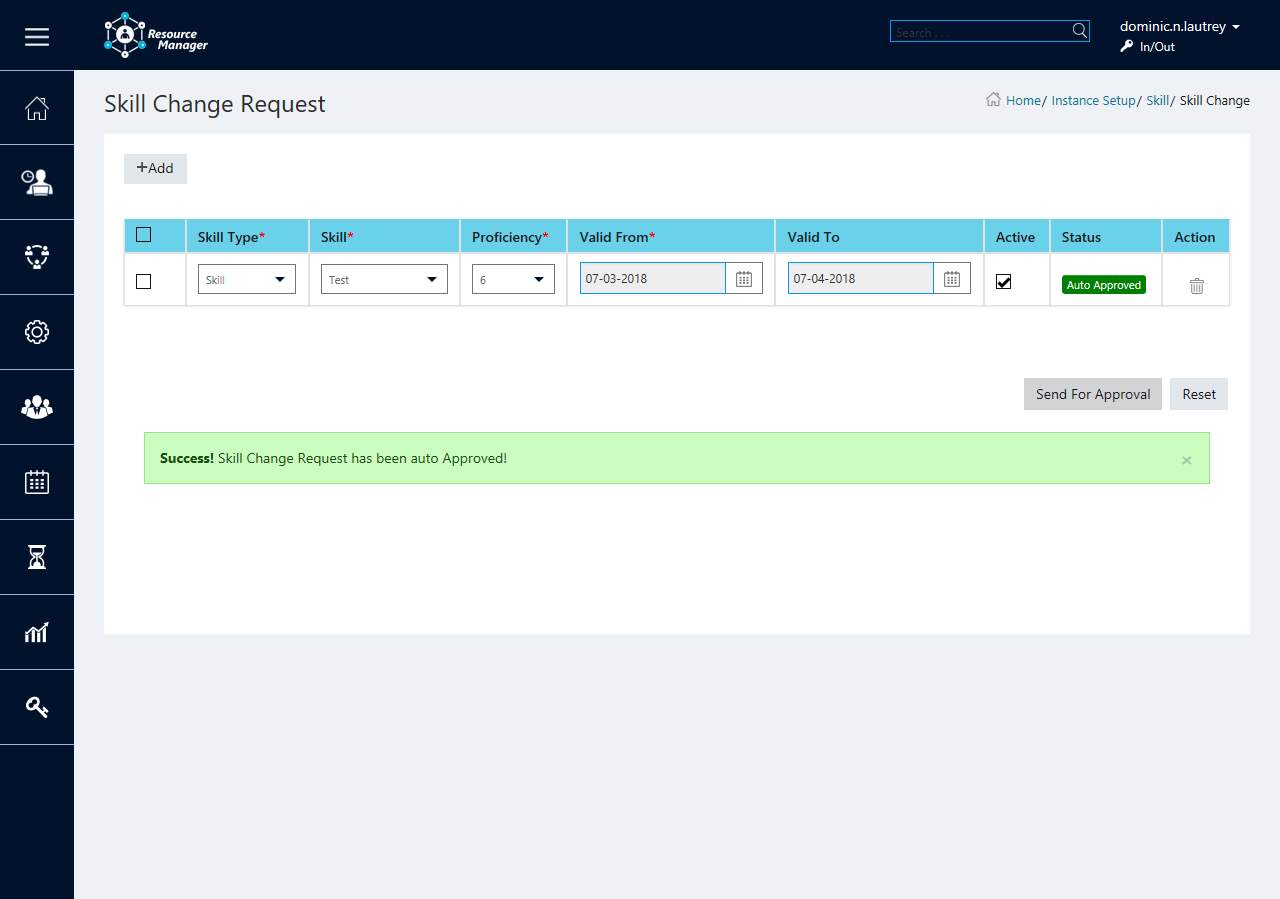 Resource
Manager
Search . . .
dominic.n.lautrey
In/Out
Skill Change Request
Home/ Instance Setup/ Skill/ Skill Change
+Add
Skill Type* Skill* Proficiency* Valid From* Valid To Active Status Action
Skill Test 6 07-03-2018 07-04-2018 Auto Approved
Send For Approval Reset
Success! Skill Change Request has been auto Approved! ×